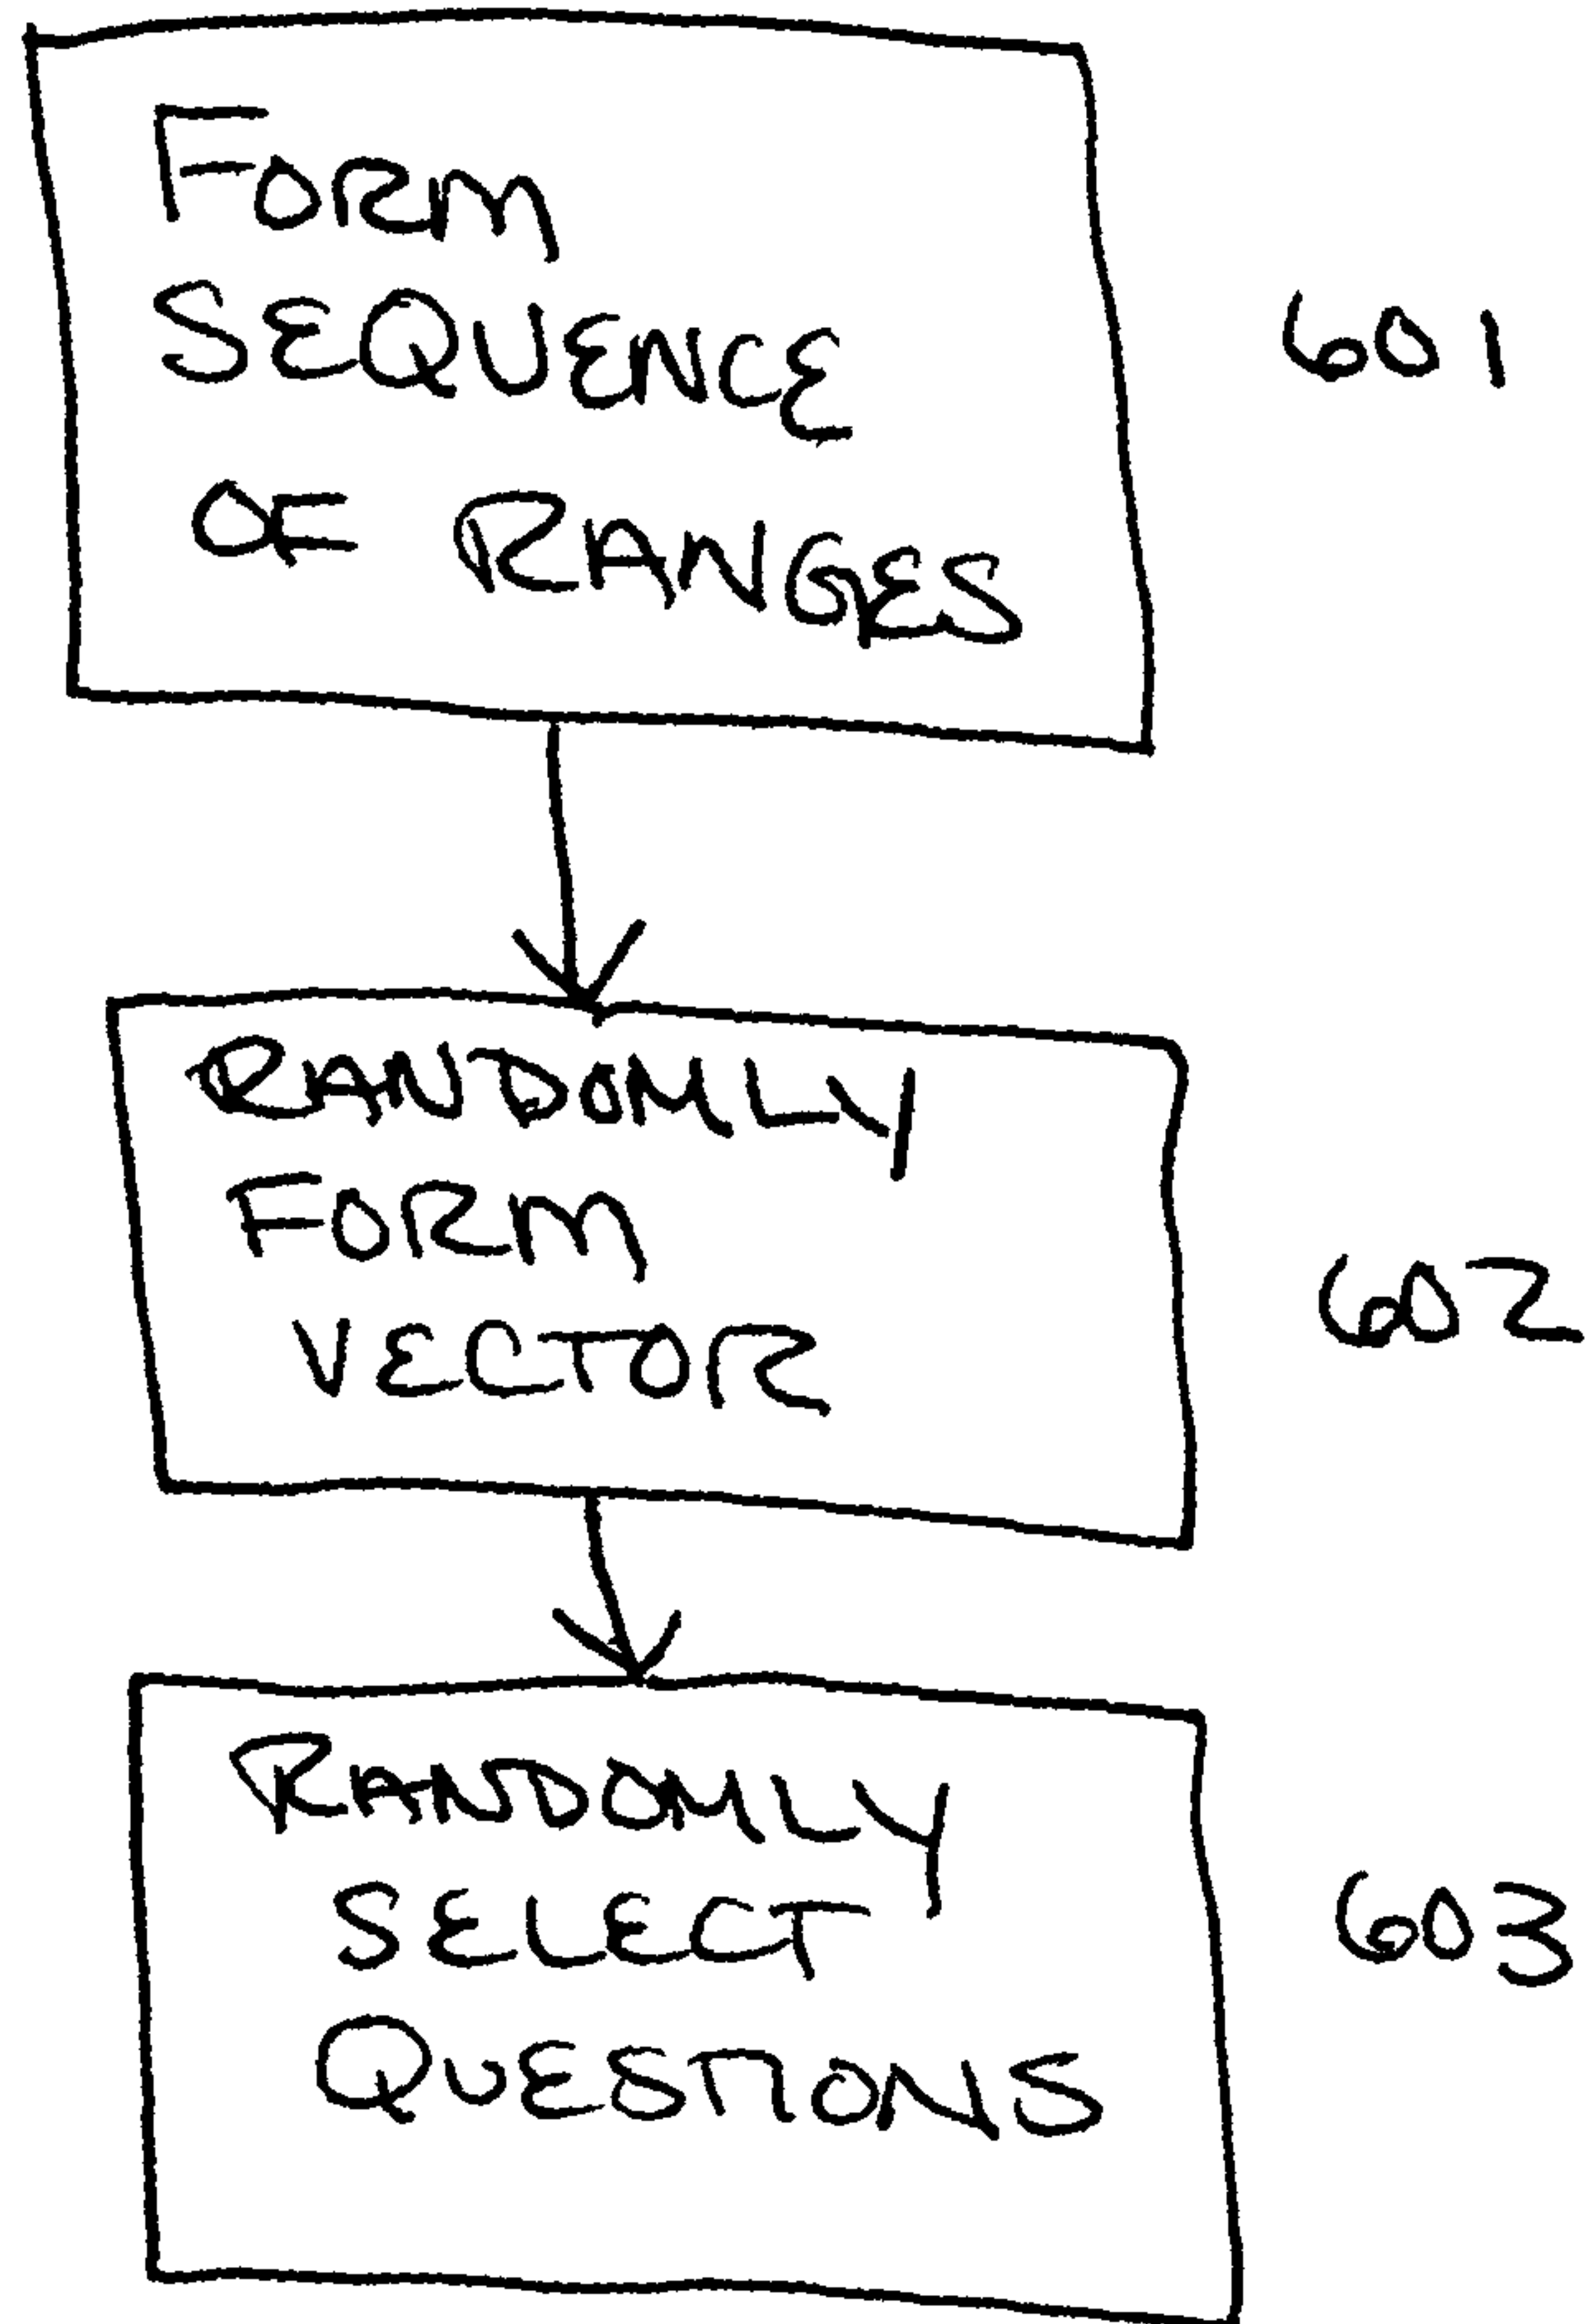 FORM
SEQUENCE
OF RANGES
601
RANDOMLY
FORM
VECTOR
602
RANDOMLY
SELECT
QUESTIONS
603